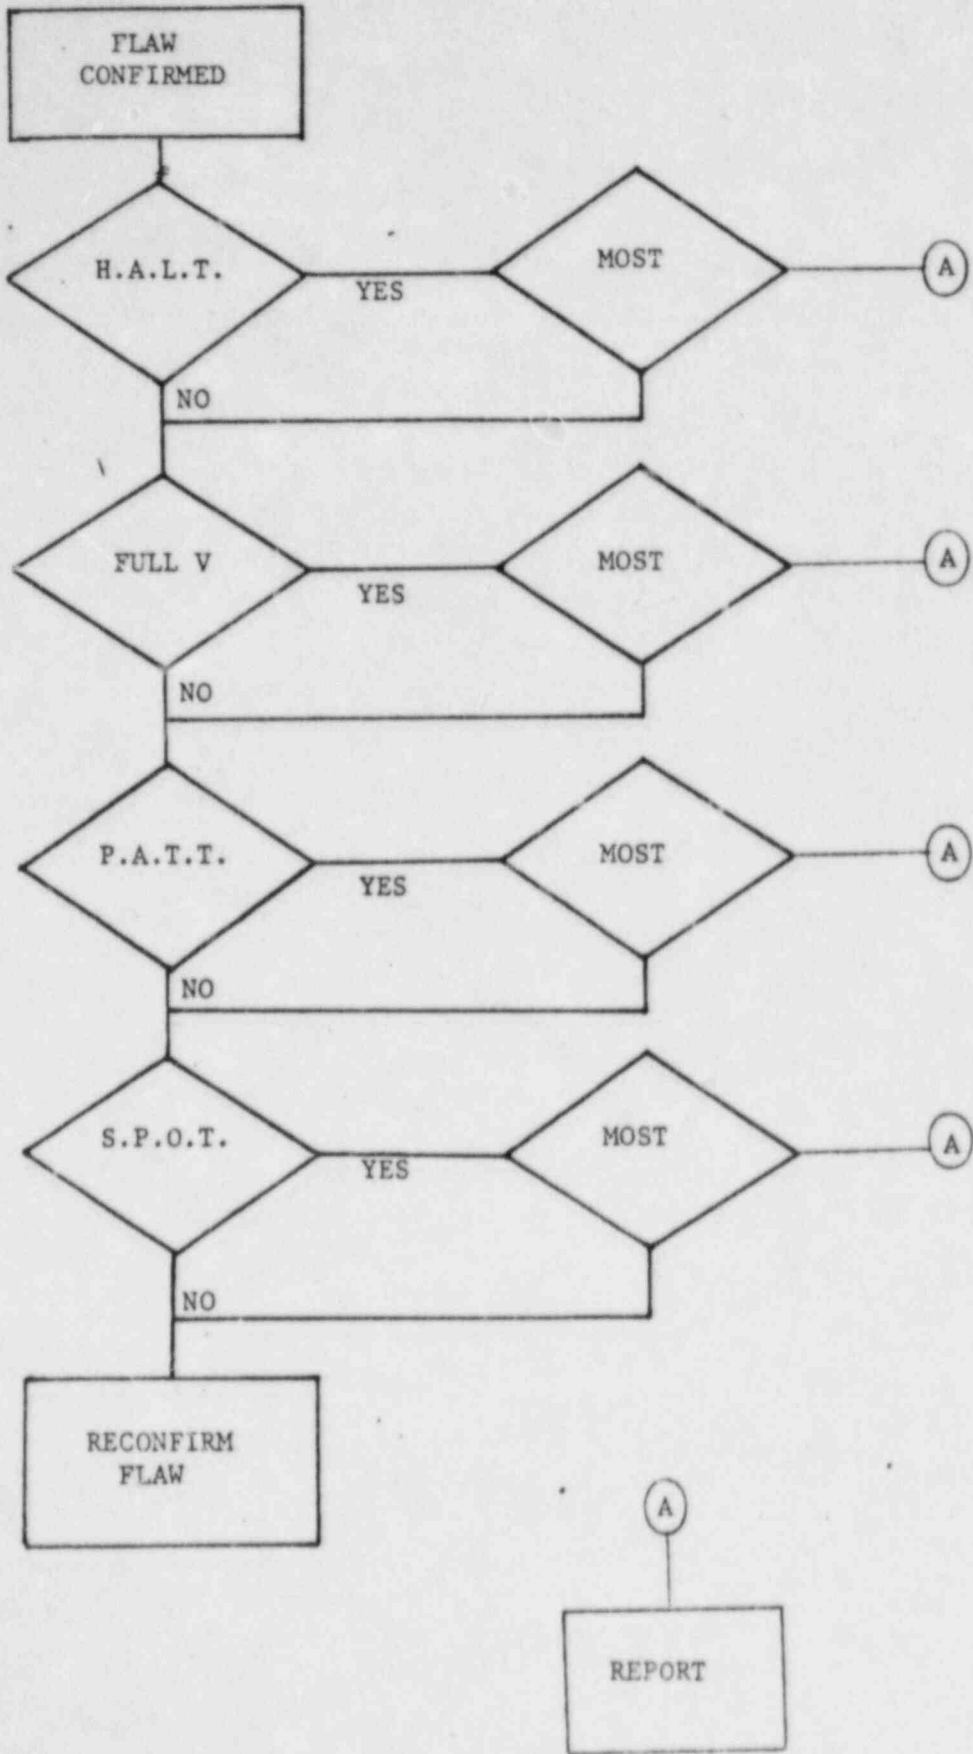 FLAW
CONFIRMED
H.A.L.T.
YES
MOST
A
NO
FULL V
YES
MOST
A
NO
P.A.T.T.
YES
MOST
A
NO
S.P.O.T.
YES
MOST
A
NO
RECONFIRM
FLAW
A
REPORT